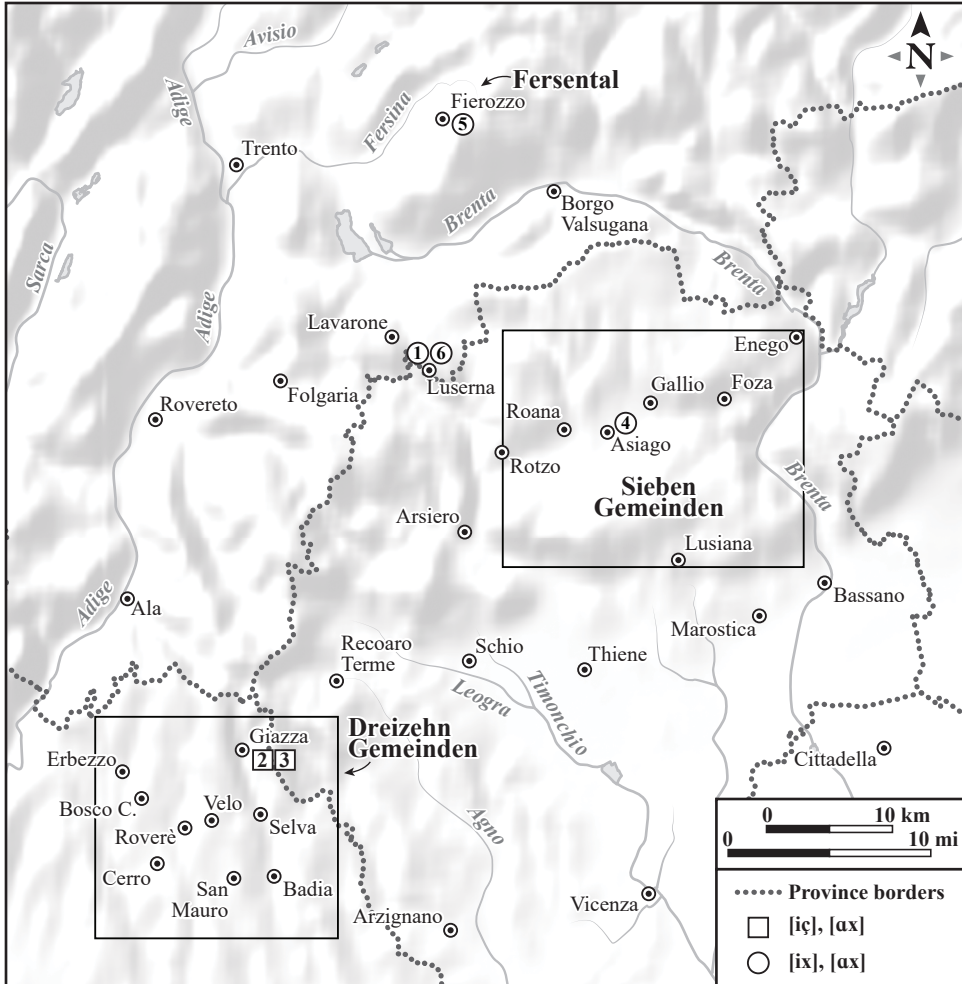 Avisio
N
Adige
Fersental
Fierozzo
5
Fersina
Trento
Brenta
Borgo
Valsugana
Sarca
Brenta
Adige
Lavarone
1 6
Luserna
Enego
Folgaria
Rovereto
Gallio
Foza
Roana
4
Asiago
Rotzo
Sieben
Gemeinden
Brenta
Arsiero
Lusiana
Adige
Ala
Bassano
Marostica
Recoaro
Terme
Schio
Thiene
Leogra
Timonchio
Dreizehn
Gemeinden
Giazza
2 3
Erbezzo
Cittadella
Bosco C.
Velo
Selva
Roverè
Agno
Cerro
San
Mauro
Badia
Vicenza
Arzignano
0 10 km
0 10 mi
Province borders
[iç], [ɑx]
[ix], [ɑx]